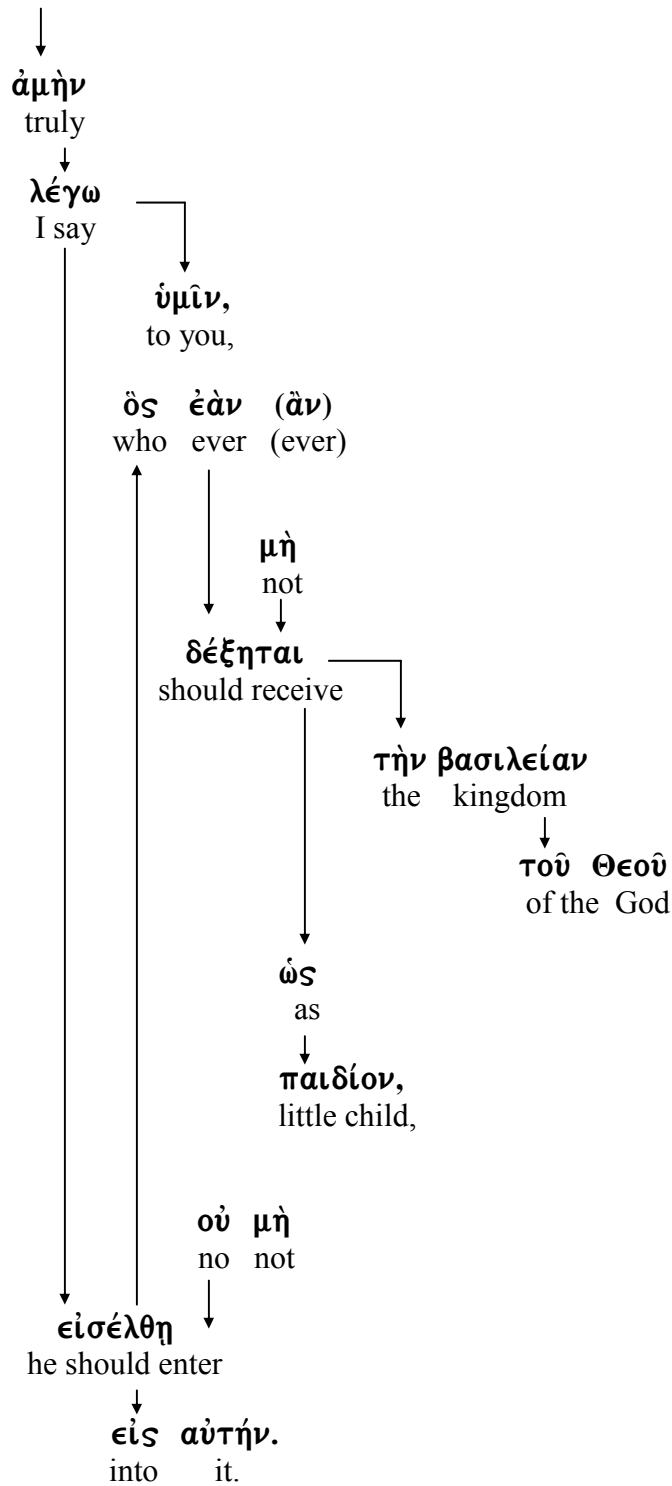 ἀμὴν
truly
λέγω
I say
ὑμῖν,
to you,
ὃς ἐὰν (ἂν)
who ever (ever)
μὴ
not
δέξηται
should receive
τὴν βασιλείαν
the kingdom
τοῦ Θεοῦ
of the God
ὡς
as
παιδίον,
little child,
οὐ μὴ
no not
εἰσέλθῃ
he should enter
εἰς αὐτήν.
into it.